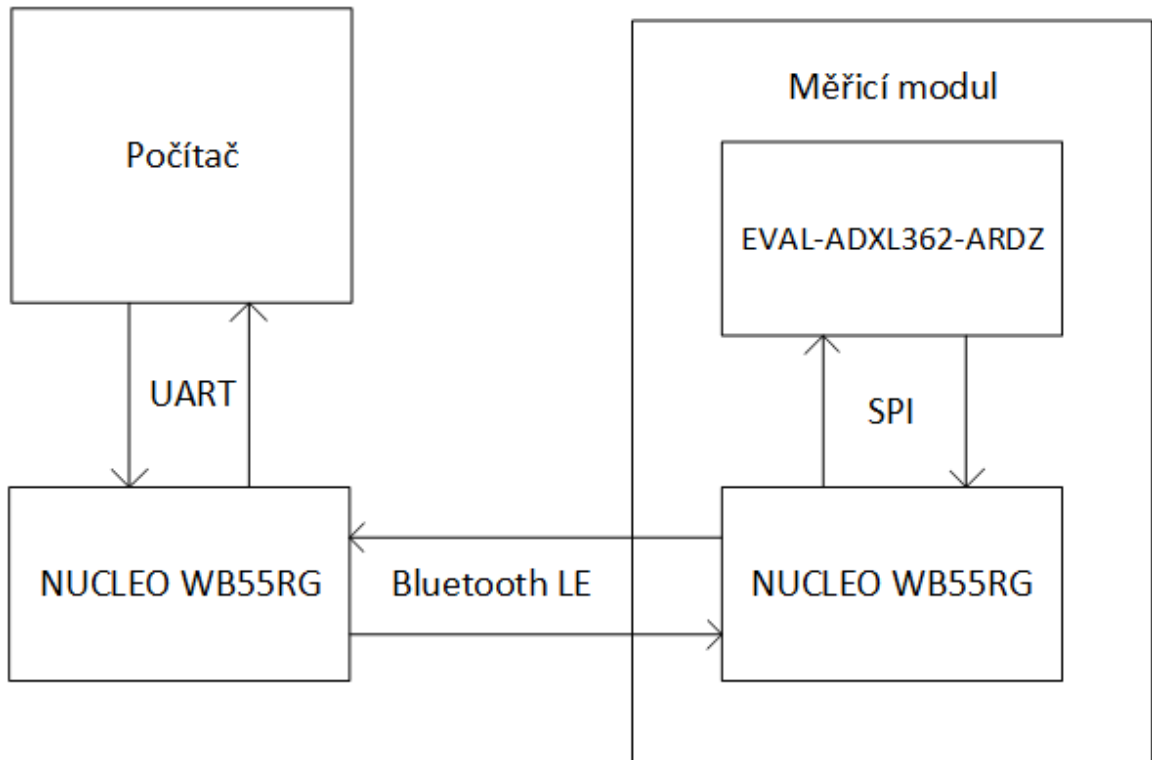 Počítač
Měřicí modul
EVAL-ADXL362-ARDZ
UART
SPI
NUCLEO WB55RG
Bluetooth LE
NUCLEO WB55RG